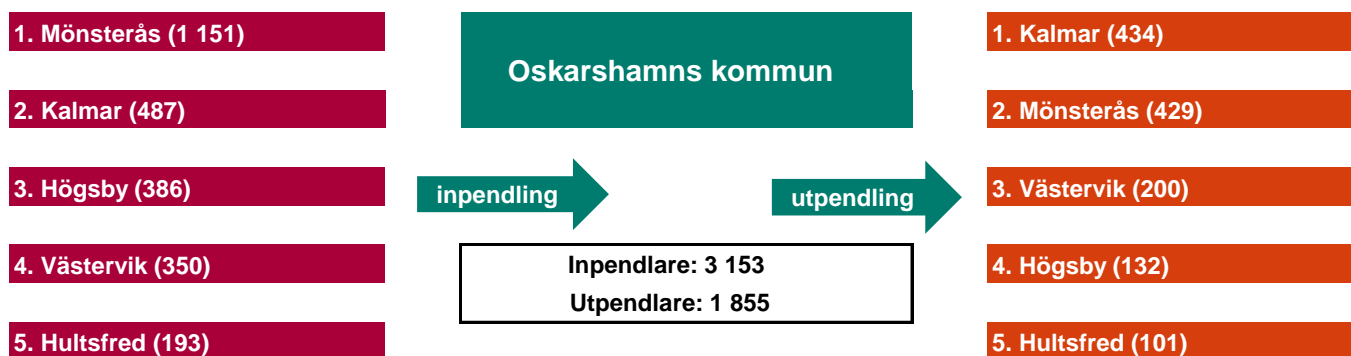 1. Mönsterås (1 151)
2. Kalmar (487)
3. Högsby (386)
4. Västervik (350)
5. Hultsfred (193)
Oskarshamns kommun
inpendling
utpendling
Inpendlare: 3 153
Utpendlare: 1 855
1. Kalmar (434)
2. Mönsterås (429)
3. Västervik (200)
4. Högsby (132)
5. Hultsfred (101)